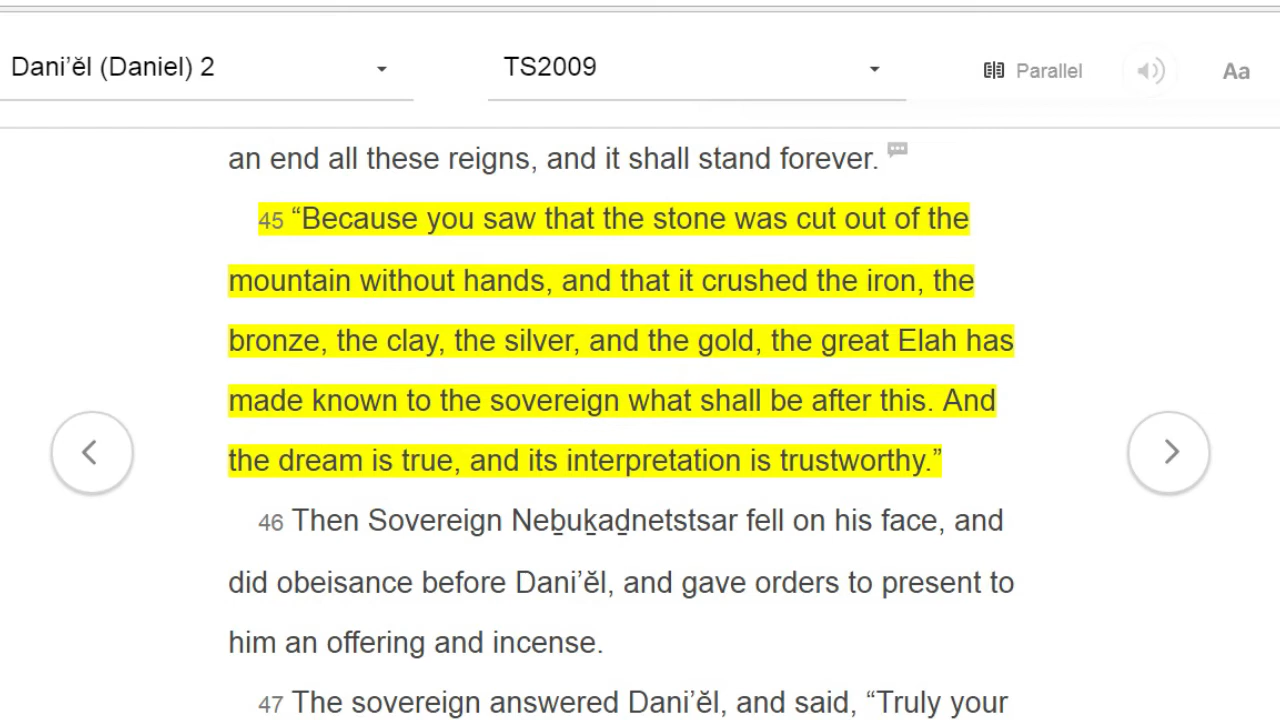 Dani’ĕl (Daniel) 2
TS2009
Parallel
Aa
an end all these reigns, and it shall stand forever.
45 “Because you saw that the stone was cut out of the
mountain without hands, and that it crushed the iron, the
bronze, the clay, the silver, and the gold, the great Elah has
made known to the sovereign what shall be after this. And
the dream is true, and its interpretation is trustworthy.”
46 Then Sovereign Neḇuḵaḏnetstsar fell on his face, and
did obeisance before Dani’ĕl, and gave orders to present to
him an offering and incense.
47 The sovereign answered Dani’ĕl, and said, “Truly your